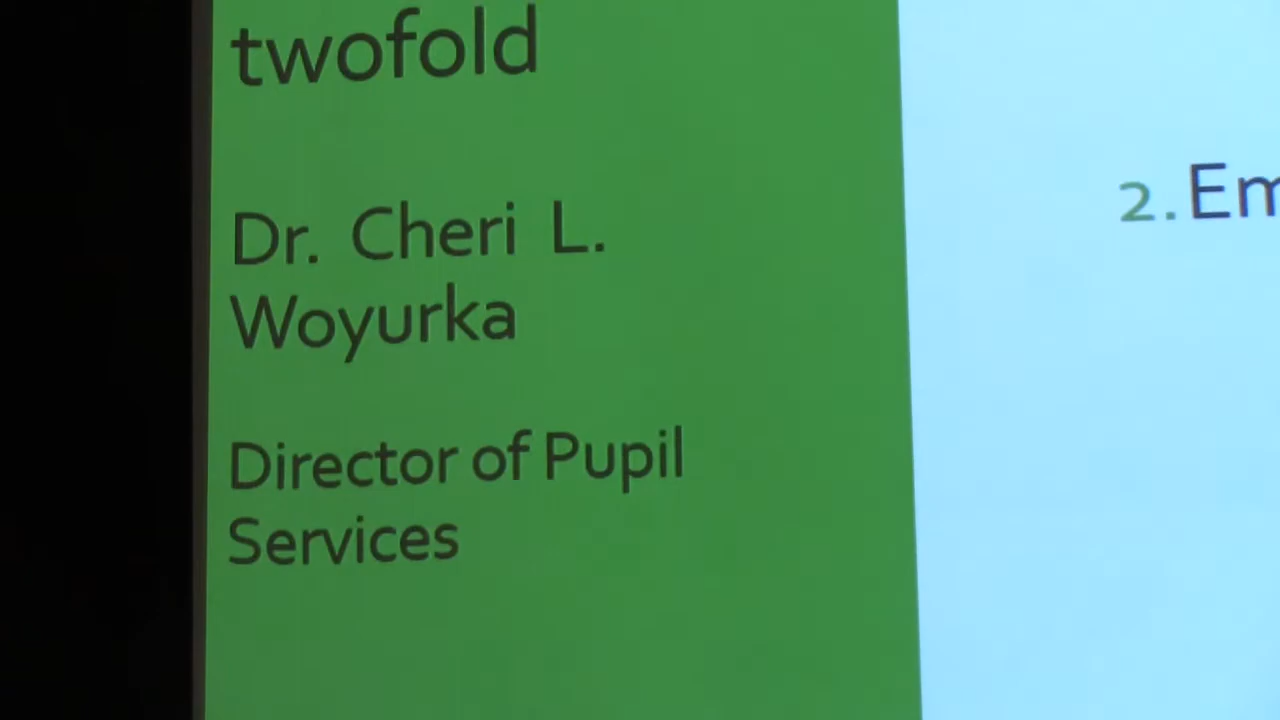 twofold
Dr. Cheri L.
Woyurka
Director of Pupil
Services
2. Em